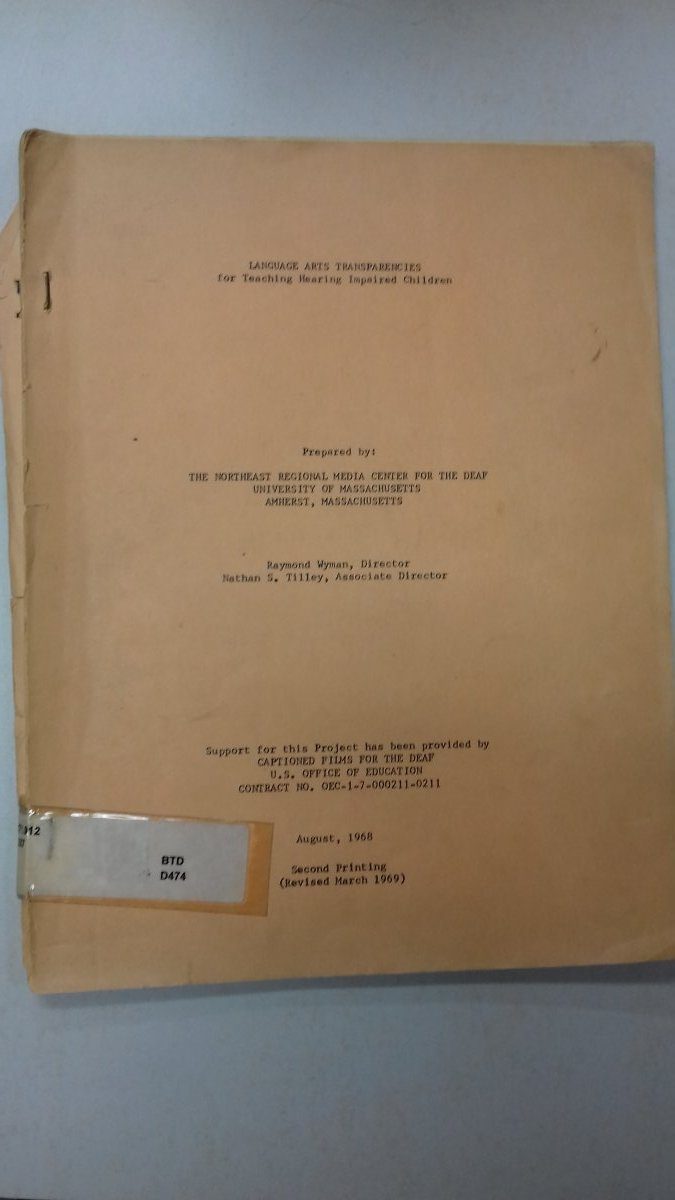 LANGUAGE ARTS TRANSPARENCIES
for Teaching Hearing Impaired Children
Prepared by:
THE NORTHEAST REGIONAL MEDIA CENTER FOR THE DEAF
UNIVERSITY OF MASSACHUSETTS
AMHERST, MASSACHUSETTS
Raymond Wyman, Director
Nathan S. Tilley, Associate Director
Support for this Project has been provided by
CAPTIONED FILMS FOR THE DEAF
U.S. OFFICE OF EDUCATION
CONTRACT NO. OEC-1-7-000211-0211
August, 1968
Second Printing
(Revised March 1969)
BTD
D474